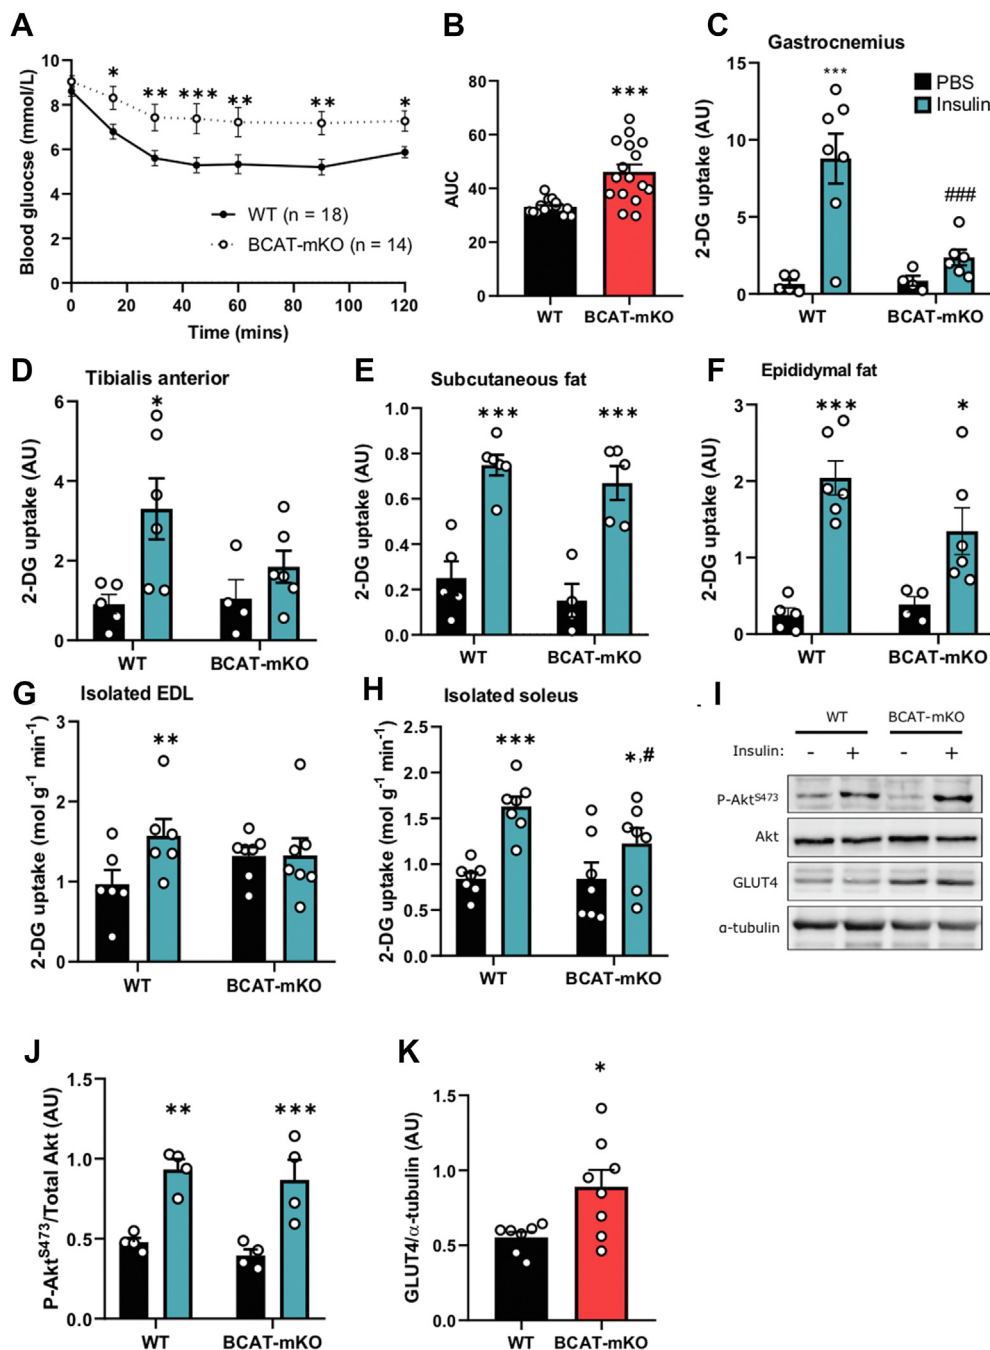 A
Blood gluocse (mmol/L)
10
8
6
4
2
0
* ** *** ** ** *
WT (n = 18)
BCAT-mKO (n = 14)
0 20 40 60 80 100 120
Time (mins)
B
AUC
80
60
40
20
0
***
WT BCAT-mKO
C
Gastrocnemius
2-DG uptake (AU)
15
10
5
0
***
###
PBS
Insulin
WT BCAT-mKO
D
Tibialis anterior
2-DG uptake (AU)
6
4
2
0
*
WT BCAT-mKO
E
Subcutaneous fat
2-DG uptake (AU)
1.0
0.8
0.6
0.4
0.2
0.0
*** ***
WT BCAT-mKO
F
Epididymal fat
2-DG uptake (AU)
3
2
1
0
*** *
WT BCAT-mKO
G
Isolated EDL
2-DG uptake (mol g⁻¹ min⁻¹)
3
2
1
0
**
WT BCAT-mKO
H
Isolated soleus
2-DG uptake (mol g⁻¹ min⁻¹)
2.5
2.0
1.5
1.0
0.5
0.0
*** *,#
WT BCAT-mKO
I
WT BCAT-mKO
Insulin: - + - +
P-Akt^S473
Akt
GLUT4
α-tubulin
J
P-Akt^S473/Total Akt (AU)
1.5
1.0
0.5
0.0
** ***
WT BCAT-mKO
K
GLUT4/α-tubulin (AU)
1.5
1.0
0.5
0.0
*
WT BCAT-mKO